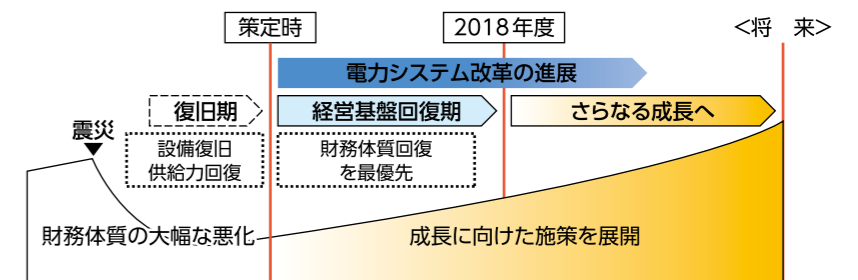 策定時
2018年度
<将 来>
電力システム改革の進展
復旧期
経営基盤回復期
さらなる成長へ
震災
設備復旧
供給力回復
財務体質回復
を最優先
財務体質の大幅な悪化
成長に向けた施策を展開